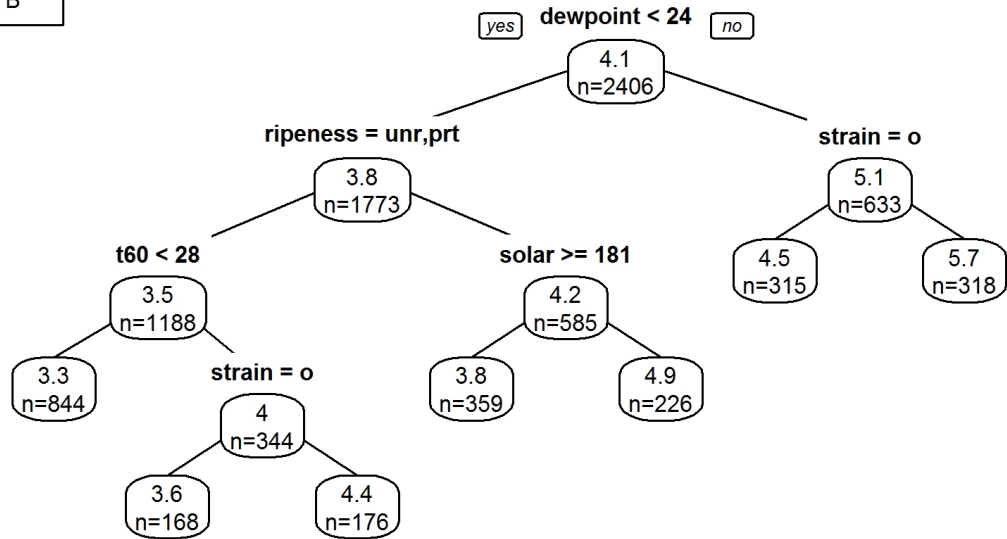 B
yes dewpoint < 24 no
4.1
n=2406
ripeness = unr,prt
strain = o
3.8
n=1773
5.1
n=633
t60 < 28
solar >= 181
4.5
n=315
5.7
n=318
3.5
n=1188
4.2
n=585
3.3
n=844
strain = o
3.8
n=359
4.9
n=226
4
n=344
3.6
n=168
4.4
n=176